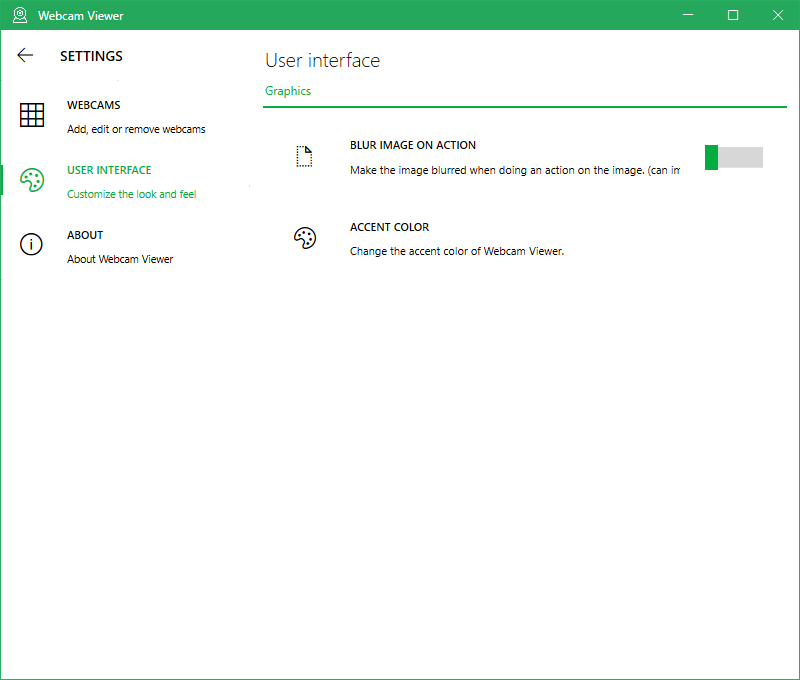 Webcam Viewer
SETTINGS
WEBCAMS
Add, edit or remove webcams
USER INTERFACE
Customize the look and feel
ABOUT
About Webcam Viewer
User interface
Graphics
BLUR IMAGE ON ACTION
Make the image blurred when doing an action on the image. (can
ACCENT COLOR
Change the accent color of Webcam Viewer.